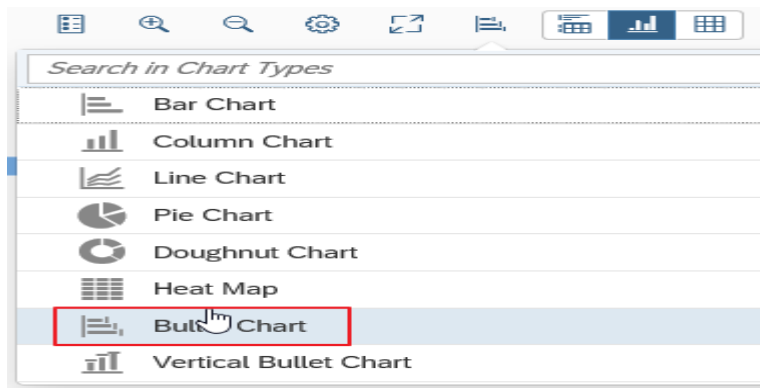 Search in Chart Types
Bar Chart
Column Chart
Line Chart
Pie Chart
Doughnut Chart
Heat Map
Bullet Chart
Vertical Bullet Chart